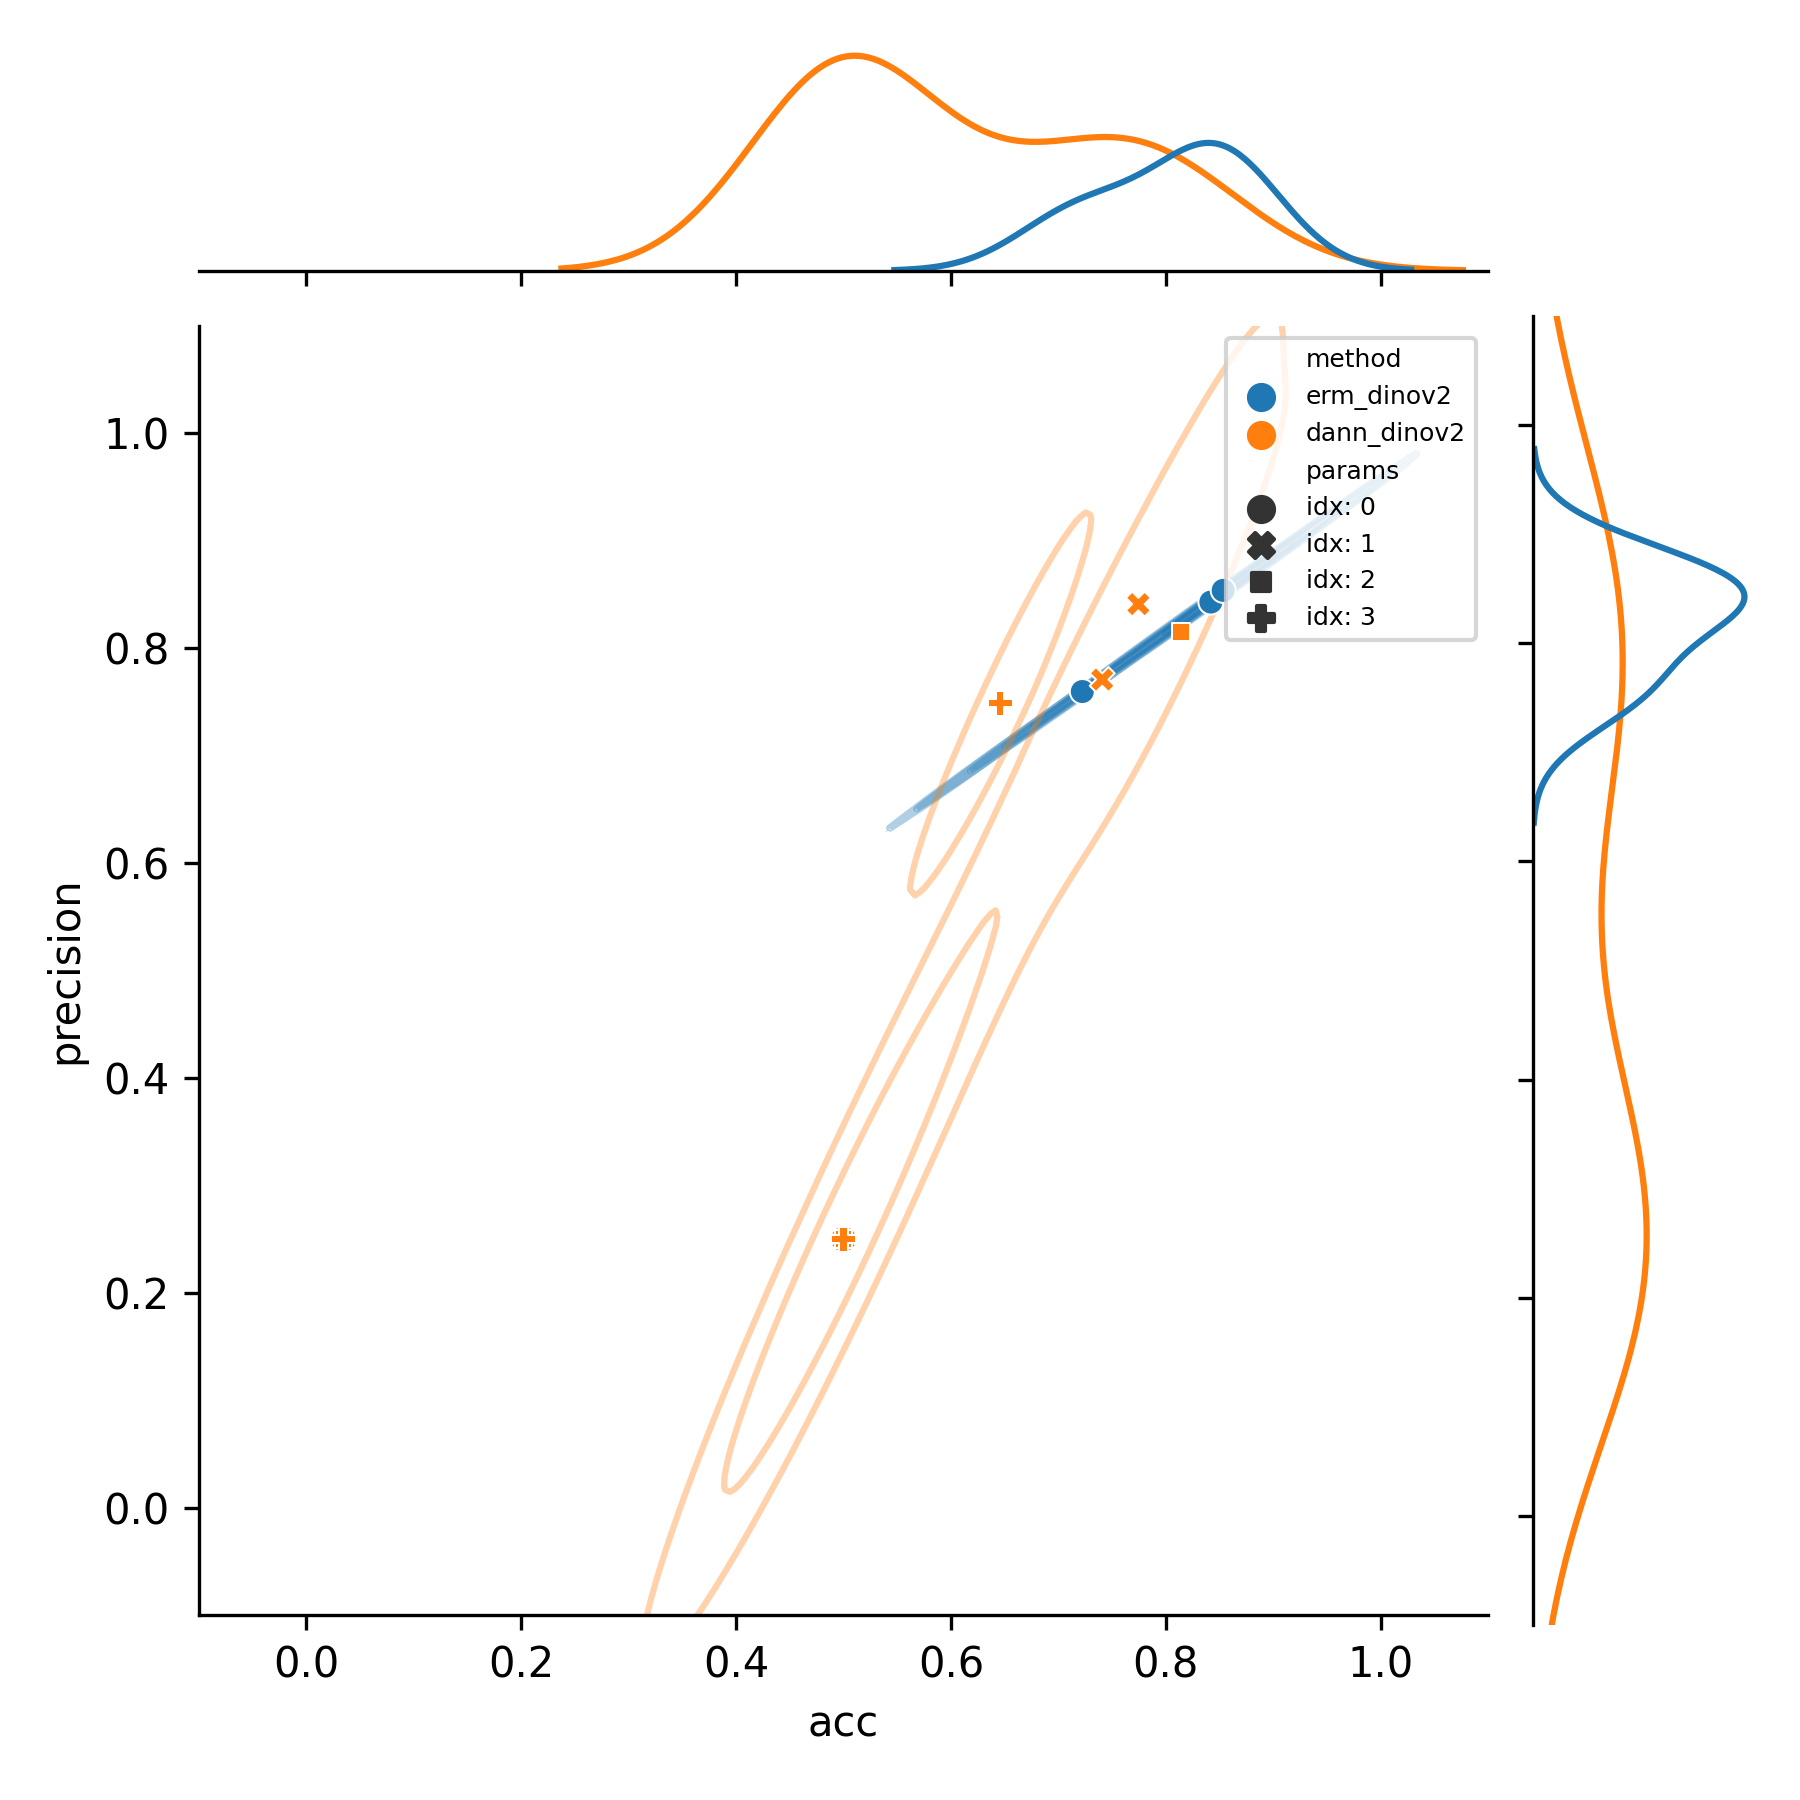 method
erm_dinov2
dann_dinov2
params
idx: 0
idx: 1
idx: 2
idx: 3
1.0
0.8
0.6
0.4
0.2
0.0
precision
0.0 0.2 0.4 0.6 0.8 1.0
acc